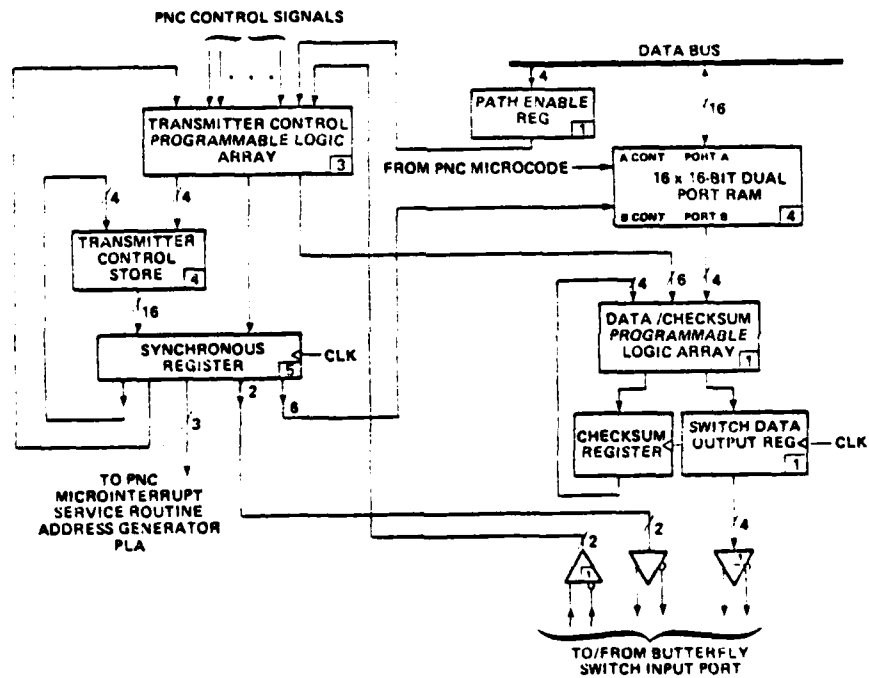 PNC CONTROL SIGNALS
DATA BUS
4
PATH ENABLE
REG
1
16
TRANSMITTER CONTROL
PROGRAMMABLE LOGIC
ARRAY
3
FROM PNC MICROCODE
A CONT PORT A
16 x 16-BIT DUAL
PORT RAM
B CONT PORT B
4
4
4
TRANSMITTER
CONTROL
STORE
4
16
4
6
4
DATA/CHECKSUM
PROGRAMMABLE
LOGIC ARRAY
1
SYNCHRONOUS
REGISTER
5
CLK
2
6
3
CHECKSUM
REGISTER
SWITCH DATA
OUTPUT REG
1
CLK
TO PNC
MICROINTERRUPT
SERVICE ROUTINE
ADDRESS GENERATOR
PLA
2
2
4
1
1
TO/FROM BUTTERFLY
SWITCH INPUT PORT